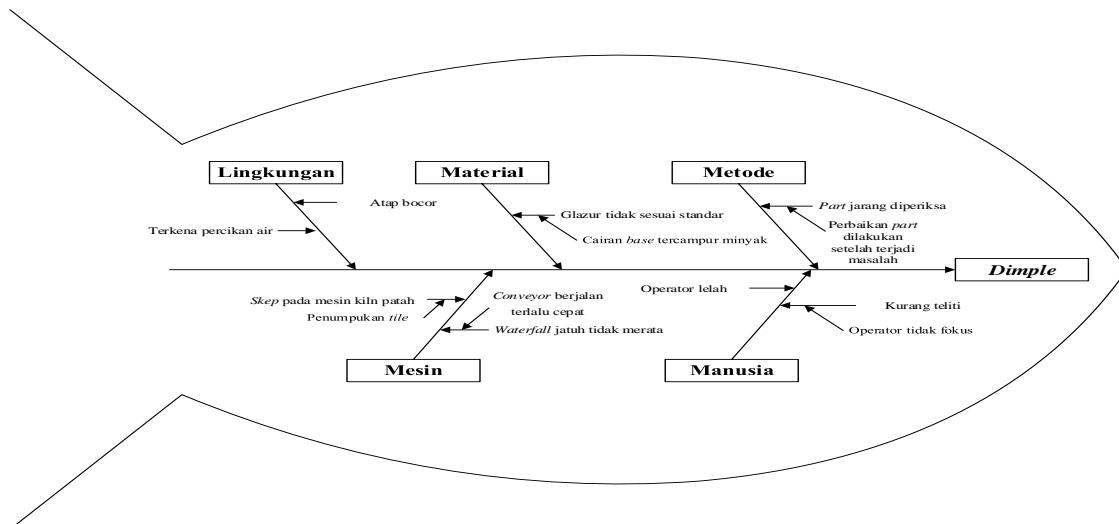 Lingkungan
Material
Metode
Atap bocor
Terkena percikan air
Glazur tidak sesuai standar
Cairan base tercampur minyak
Part jarang diperiksa
Perbaikan part
dilakukan
setelah terjadi
masalah
Dimple
Skep pada mesin kiln patah
Penumpukan tile
Conveyor berjalan
terlalu cepat
Waterfall jatuh tidak merata
Operator lelah
Kurang teliti
Operator tidak fokus
Mesin
Manusia